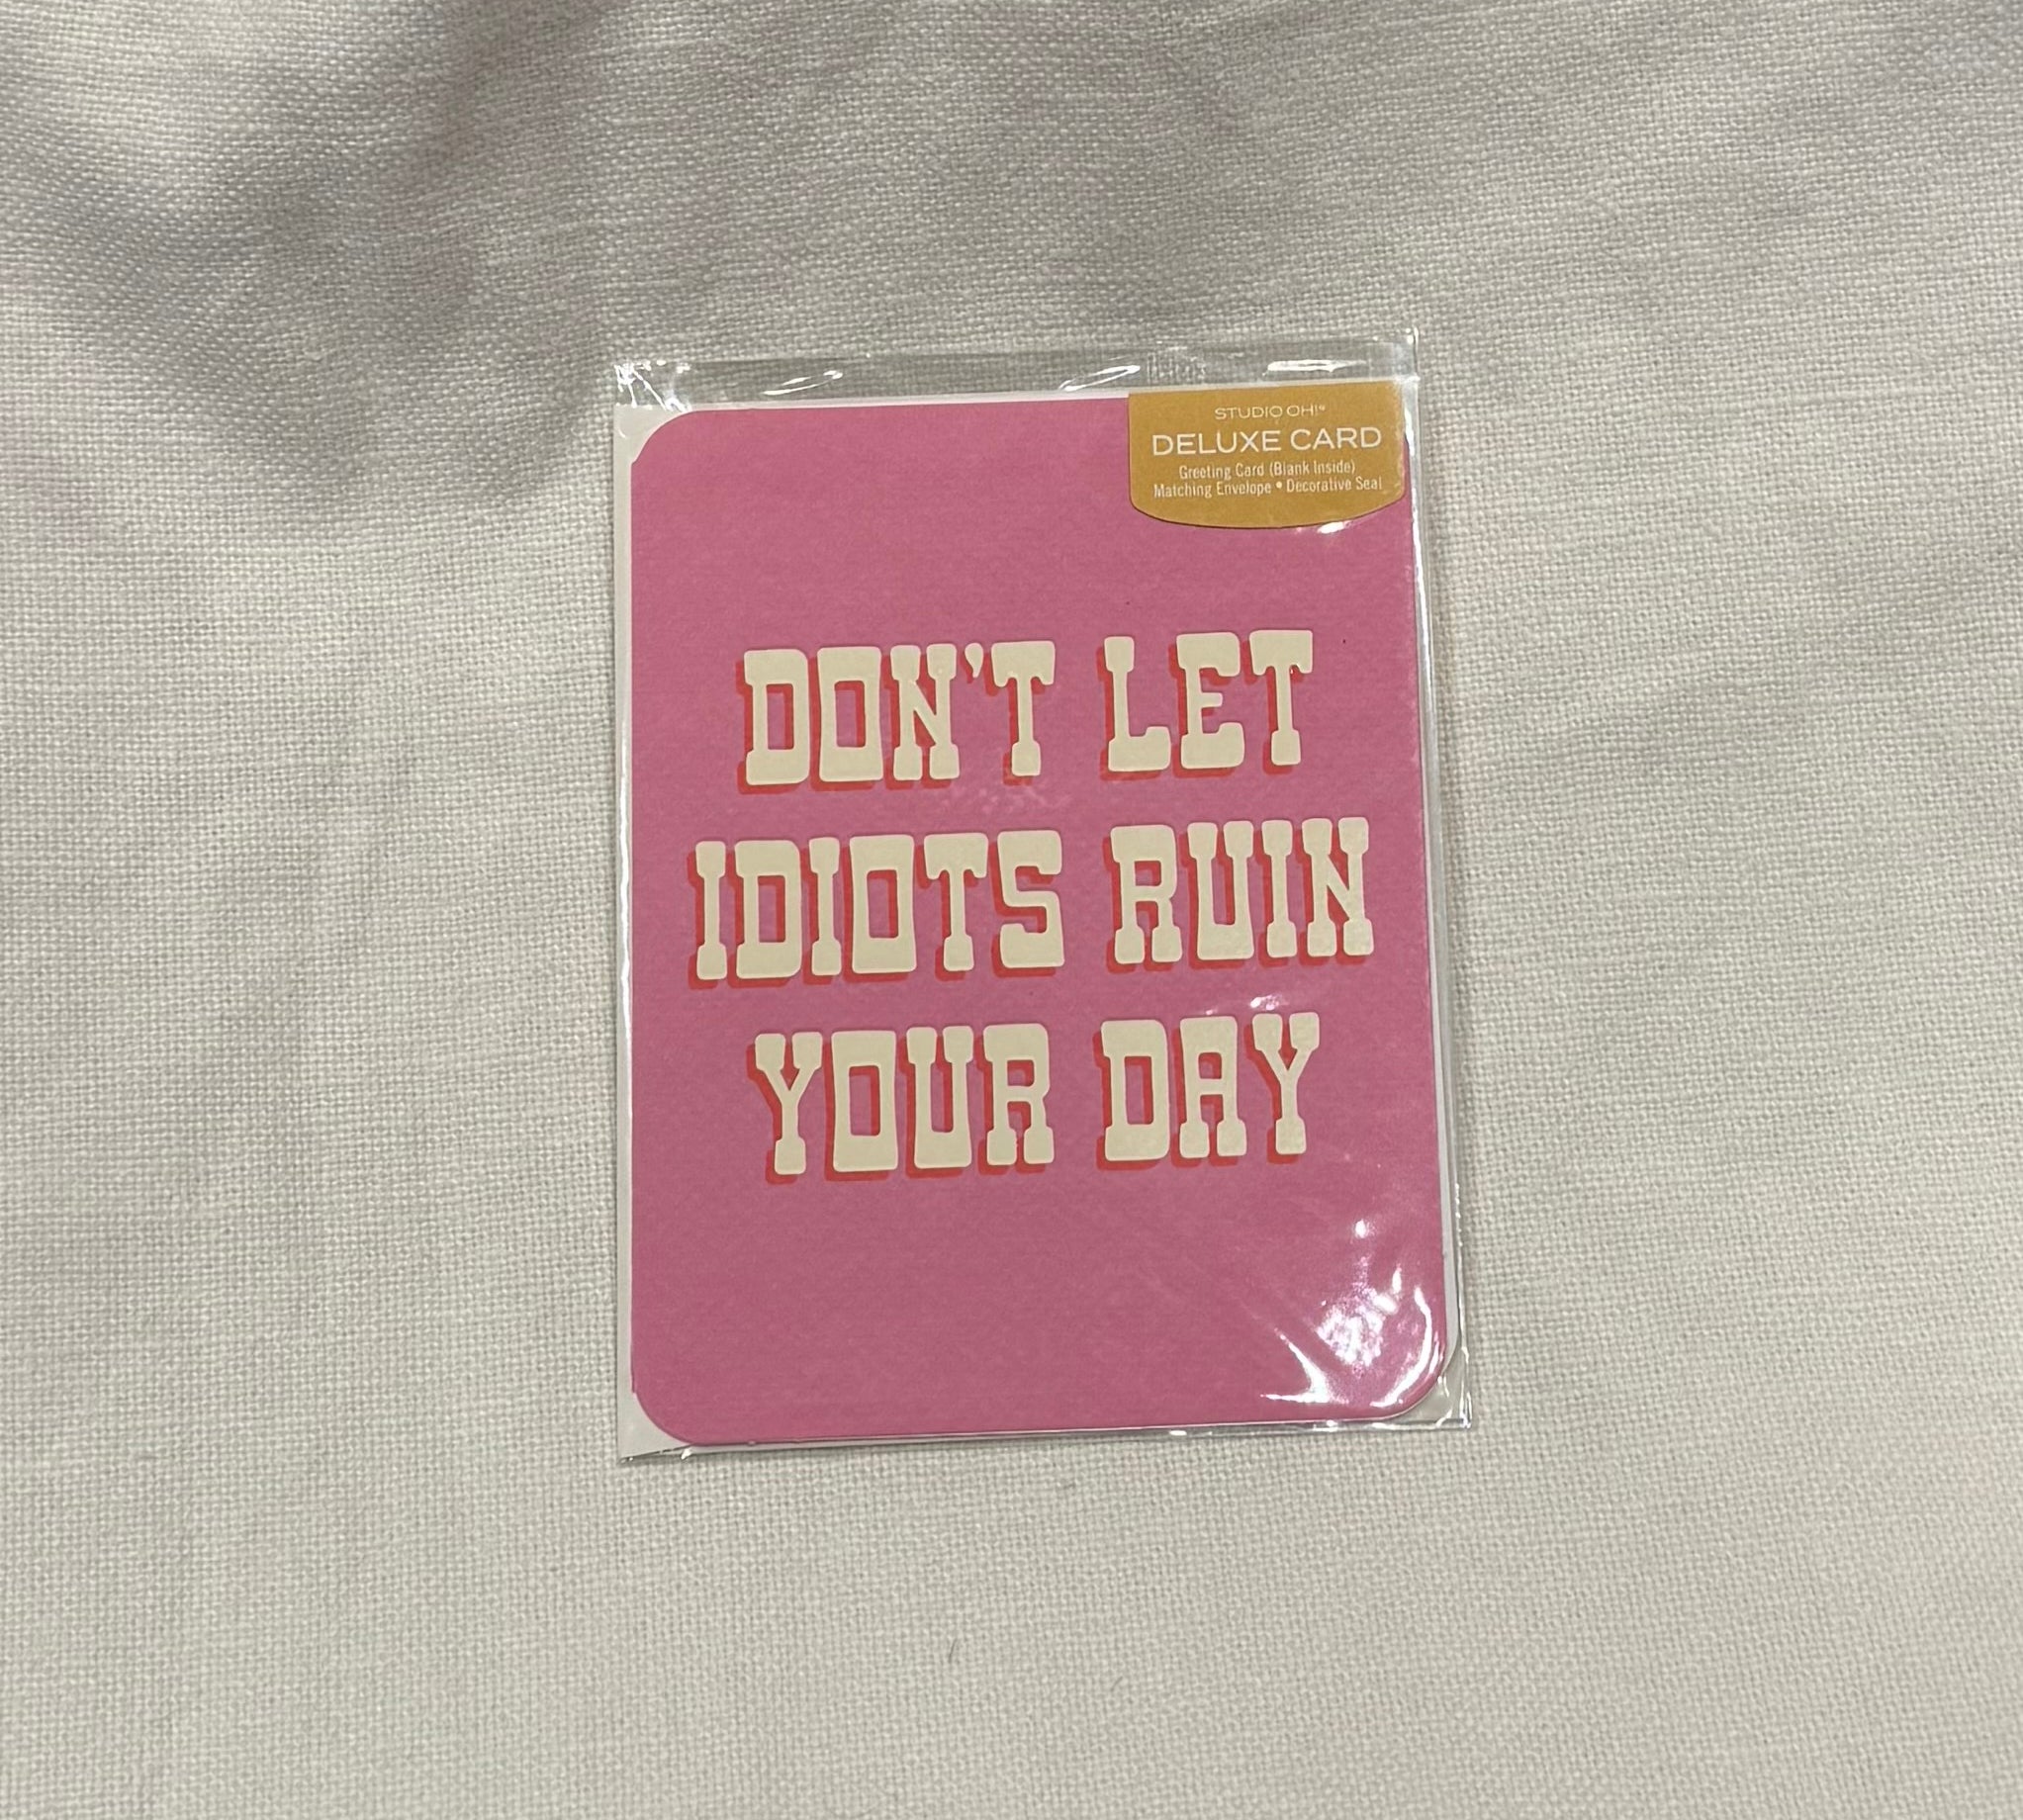 STUDIO OH!®
DELUXE CARD
Greeting Card (Blank Inside)
Matching Envelope • Decorative Seal
DON'T LET
IDIOTS RUIN
YOUR DAY